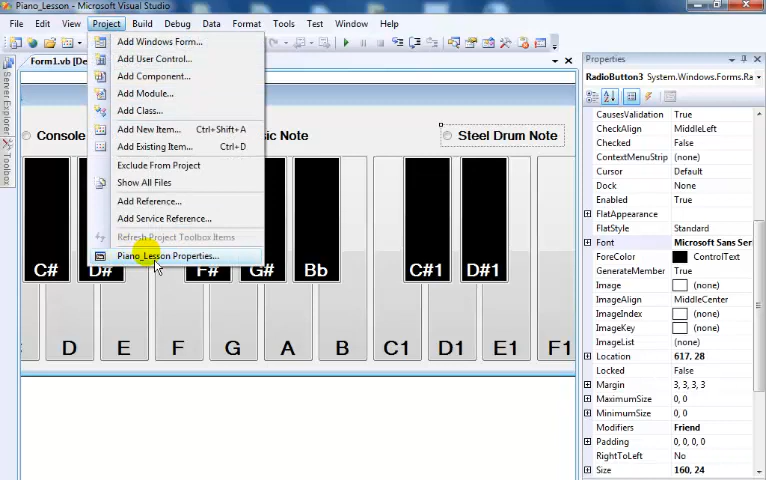 Piano_Lesson - Microsoft Visual Studio
File Edit View Project Build Debug Data Format Tools Test Window Help
Add Windows Form...
Add User Control...
Add Component...
Add Module...
Add Class...
Add New Item... Ctrl+Shift+A
Add Existing Item... Ctrl+D
Exclude From Project
Show All Files
Add Reference...
Add Service Reference...
Refresh Project Toolbox Items
Piano_Lesson Properties...
Server Explorer
Toolbox
Form1.vb [De
Console
sic Note
Steel Drum Note
C# D# F# G# Bb C#1 D#1
D E F G A B C1 D1 E1 F1
Properties
RadioButton3 System.Windows.Forms.Ra
CausesValidation True
CheckAlign MiddleLeft
Checked False
ContextMenuStrip (none)
Cursor Default
Dock None
Enabled True
FlatAppearance
FlatStyle Standard
Font Microsoft Sans Ser
ForeColor ControlText
GenerateMember True
Image (none)
ImageAlign MiddleCenter
ImageIndex (none)
ImageKey (none)
ImageList (none)
Location 617, 28
Locked False
Margin 3, 3, 3, 3
MaximumSize 0, 0
MinimumSize 0, 0
Modifiers Friend
Padding 0, 0, 0, 0
RightToLeft No
Size 160, 24